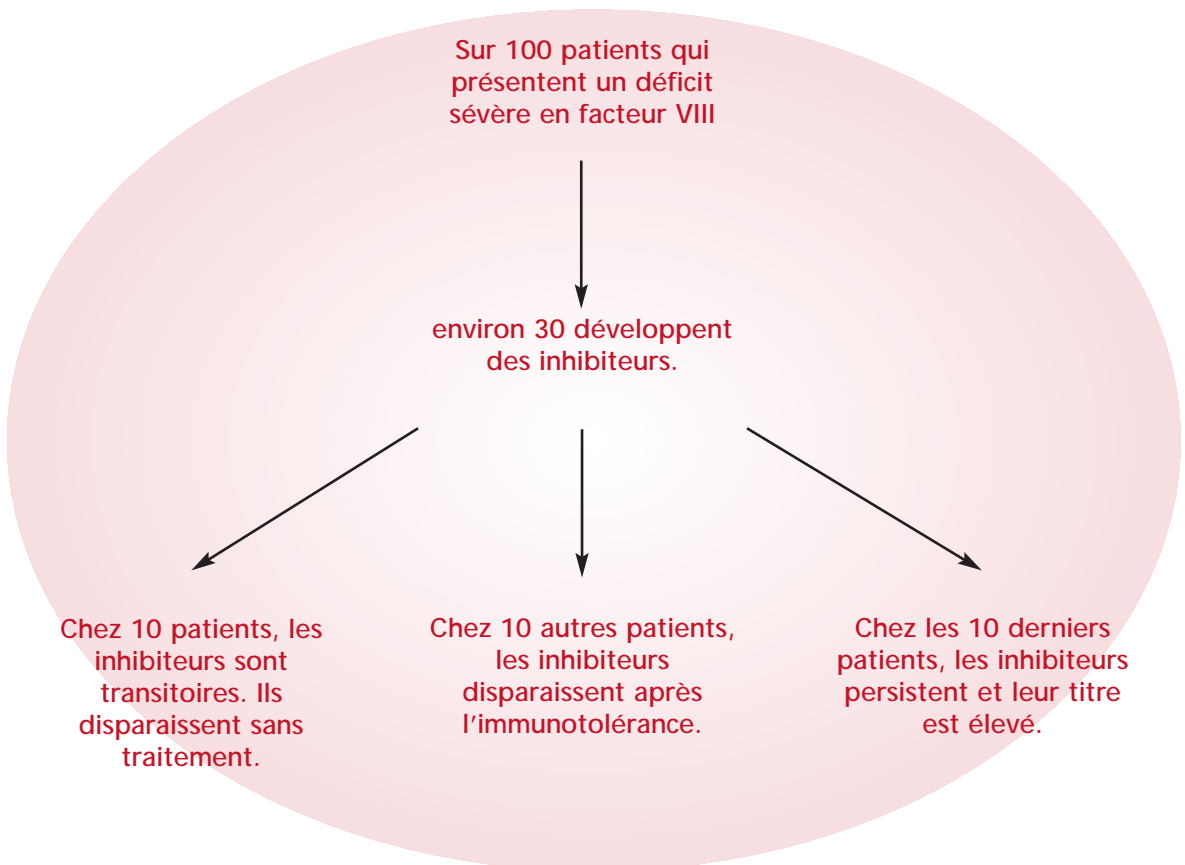 Sur 100 patients qui
présentent un déficit
sévère en facteur VIII
environ 30 développent
des inhibiteurs.
Chez 10 patients, les
inhibiteurs sont
transitoires. Ils
disparaissent sans
traitement.
Chez 10 autres patients,
les inhibiteurs
disparaissent après
l'immunotolérance.
Chez les 10 derniers
patients, les inhibiteurs
persistent et leur titre
est élevé.